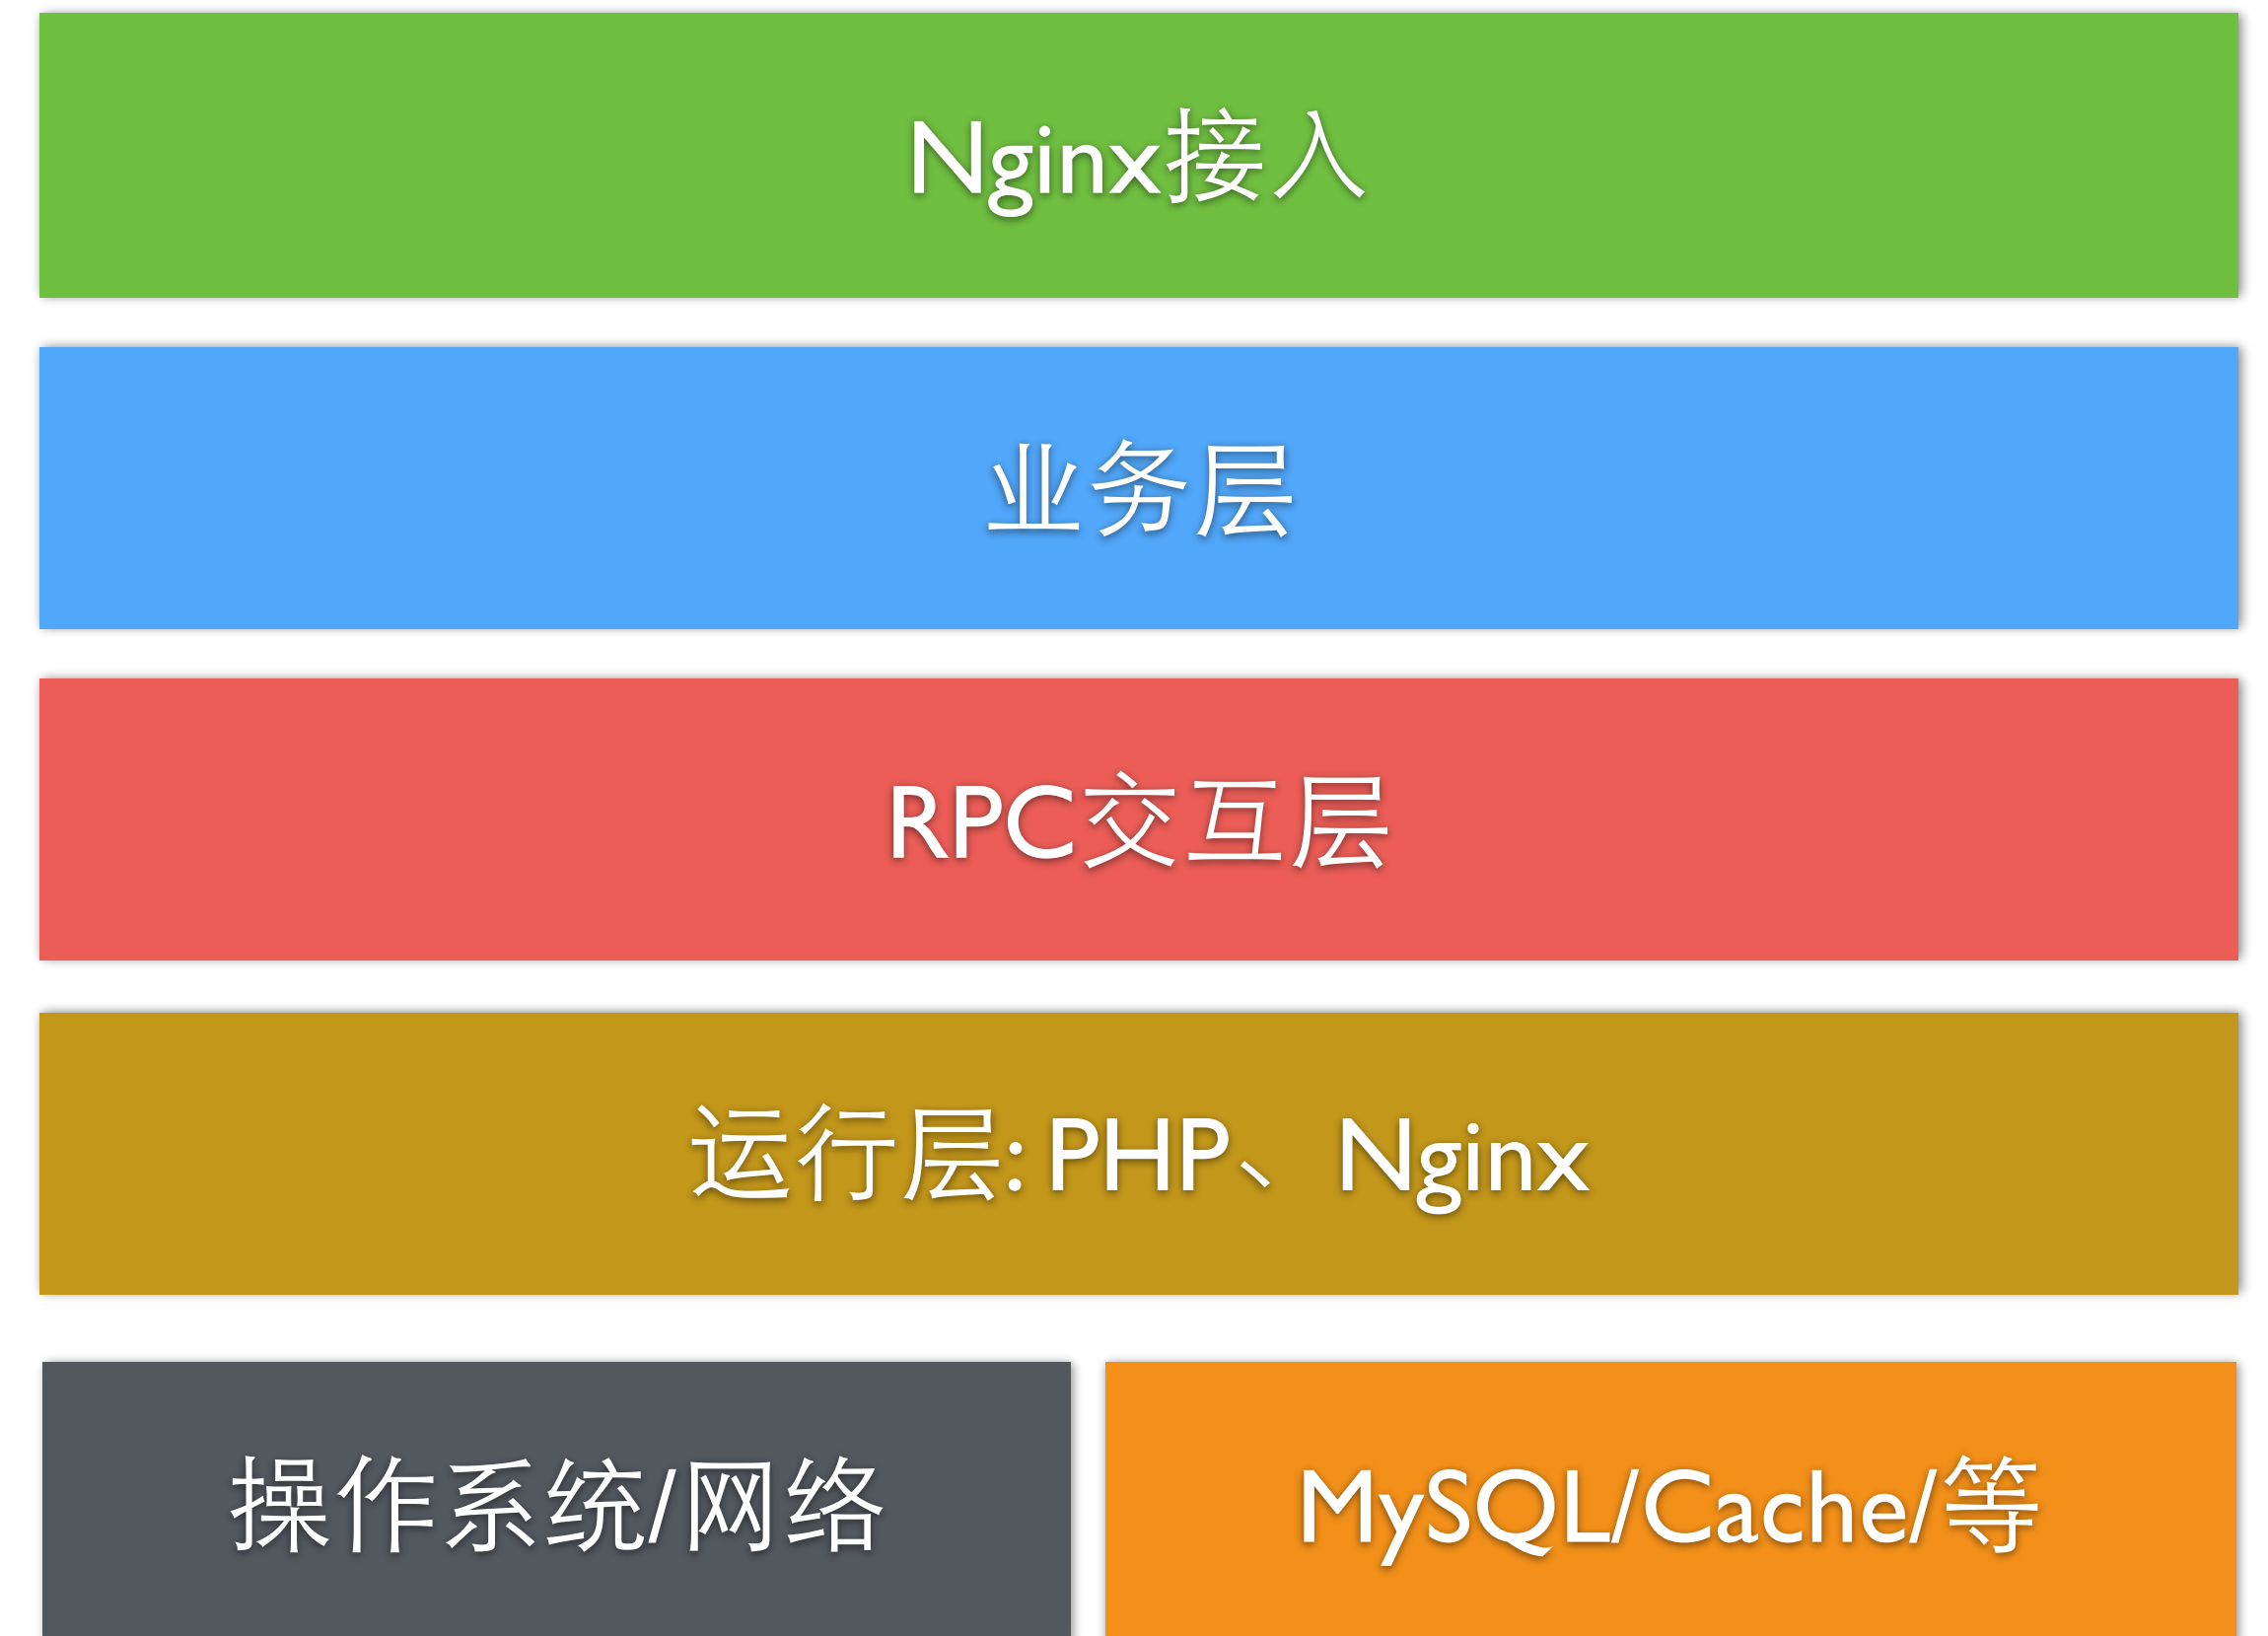 Nginx接入
业务层
RPC交互层
运行层: PHP、Nginx
操作系统/网络
MySQL/Cache/等